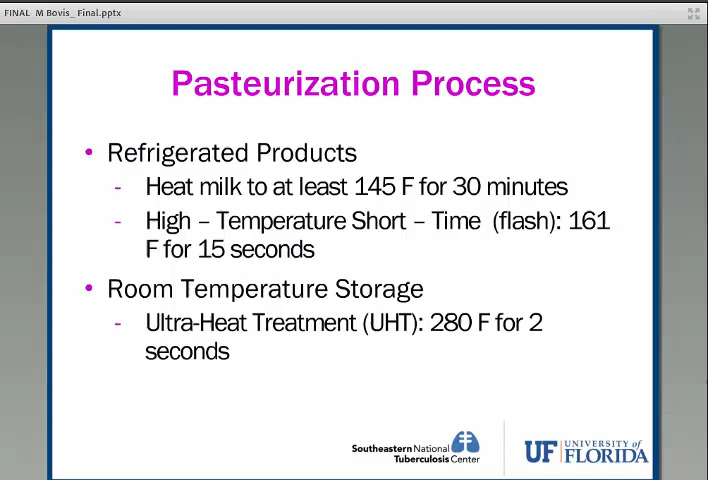 FINAL M Bovis_ Final.pptx
Pasteurization Process
• Refrigerated Products
- Heat milk to at least 145 F for 30 minutes
- High – Temperature Short – Time (flash): 161
F for 15 seconds
• Room Temperature Storage
- Ultra-Heat Treatment (UHT): 280 F for 2
seconds
Southeastern National
Tuberculosis Center
UF UNIVERSITY of
FLORIDA